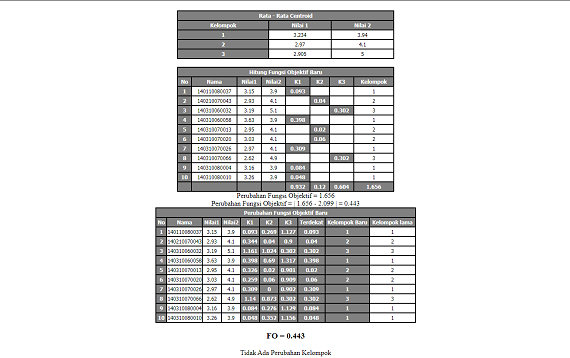 Rata - Rata Centroid
Kelompok Nilai 1 Nilai 2
1 3.234 3.94
2 2.97 4.1
3 2.905 5
Hitung Fungsi Objektif Baru
No Nama Nilai1 Nilai2 K1 K2 K3 Kelompok
1 140110080037 3.15 3.9 0.093 1
2 140210070043 2.93 4.1 0.04 2
3 140310060032 3.19 5.1 0.302 3
4 140310060058 3.63 3.9 0.398 1
5 140310070013 2.95 4.1 0.02 2
6 140310070020 3.03 4.1 0.06 2
7 140310070026 2.97 4.1 0.309 1
8 140310070066 2.62 4.9 0.302 3
9 140310080004 3.16 3.9 0.084 1
10 140310080010 3.26 3.9 0.048 1
0.932 0.12 0.604 1.656
Perubahan Fungsi Objektif = 1.656
Perubahan Fungsi Objektif = | 1.656 - 2.099 | = 0.443
Perubahan Fungsi Objektif Baru
No Nama Nilai1 Nilai2 K1 K2 K3 Terdekat Kelompok Baru Kelompok lama
1 140110080037 3.15 3.9 0.093 0.269 1.127 0.093 1 1
2 140210070043 2.93 4.1 0.344 0.04 0.9 0.04 2 2
3 140310060032 3.19 5.1 1.161 1.024 0.302 0.302 3 3
4 140310060058 3.63 3.9 0.398 0.69 1.317 0.398 1 1
5 140310070013 2.95 4.1 0.326 0.02 0.901 0.02 2 2
6 140310070020 3.03 4.1 0.259 0.06 0.909 0.06 2 2
7 140310070026 2.97 4.1 0.309 0 0.902 0.309 1 1
8 140310070066 2.62 4.9 1.14 0.873 0.302 0.302 3 3
9 140310080004 3.16 3.9 0.084 0.276 1.129 0.084 1 1
10 140310080010 3.26 3.9 0.048 0.352 1.156 0.048 1 1
FO = 0.443
Tidak Ada Perubahan Kelompok